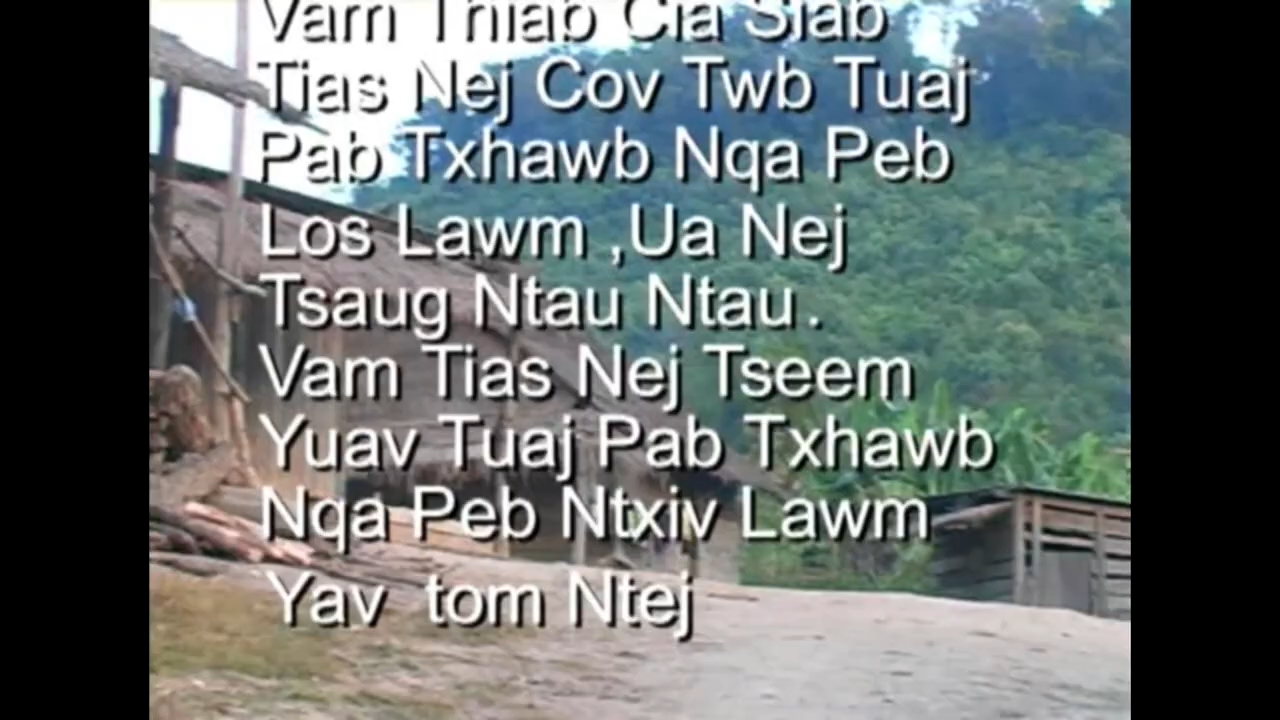 Vam Thiab Cia Siab
Tias Nej Cov Twb Tuaj
Pab Txhawb Nqa Peb
Los Lawm ,Ua Nej
Tsaug Ntau Ntau .
Vam Tias Nej Tseem
Yuav Tuaj Pab Txhawb
Nqa Peb Ntxiv Lawm
Yav tom Ntej